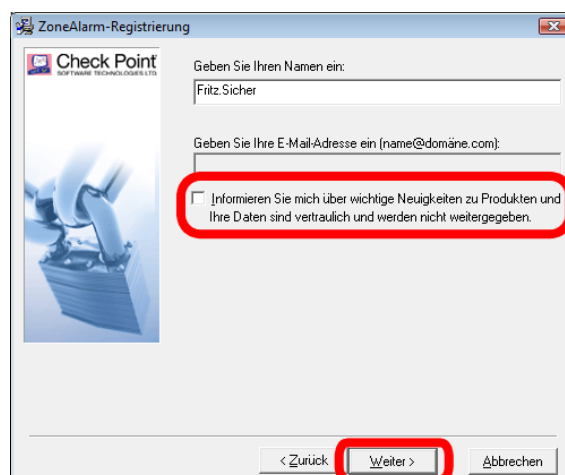 ZoneAlarm-Registrierung
Check Point
SOFTWARE TECHNOLOGIES LTD.
Geben Sie Ihren Namen ein:
Fritz.Sicher
Geben Sie Ihre E-Mail-Adresse ein (name@domäne.com):
Informieren Sie mich über wichtige Neuigkeiten zu Produkten und
Ihre Daten sind vertraulich und werden nicht weitergegeben.
< Zurück
Weiter >
Abbrechen